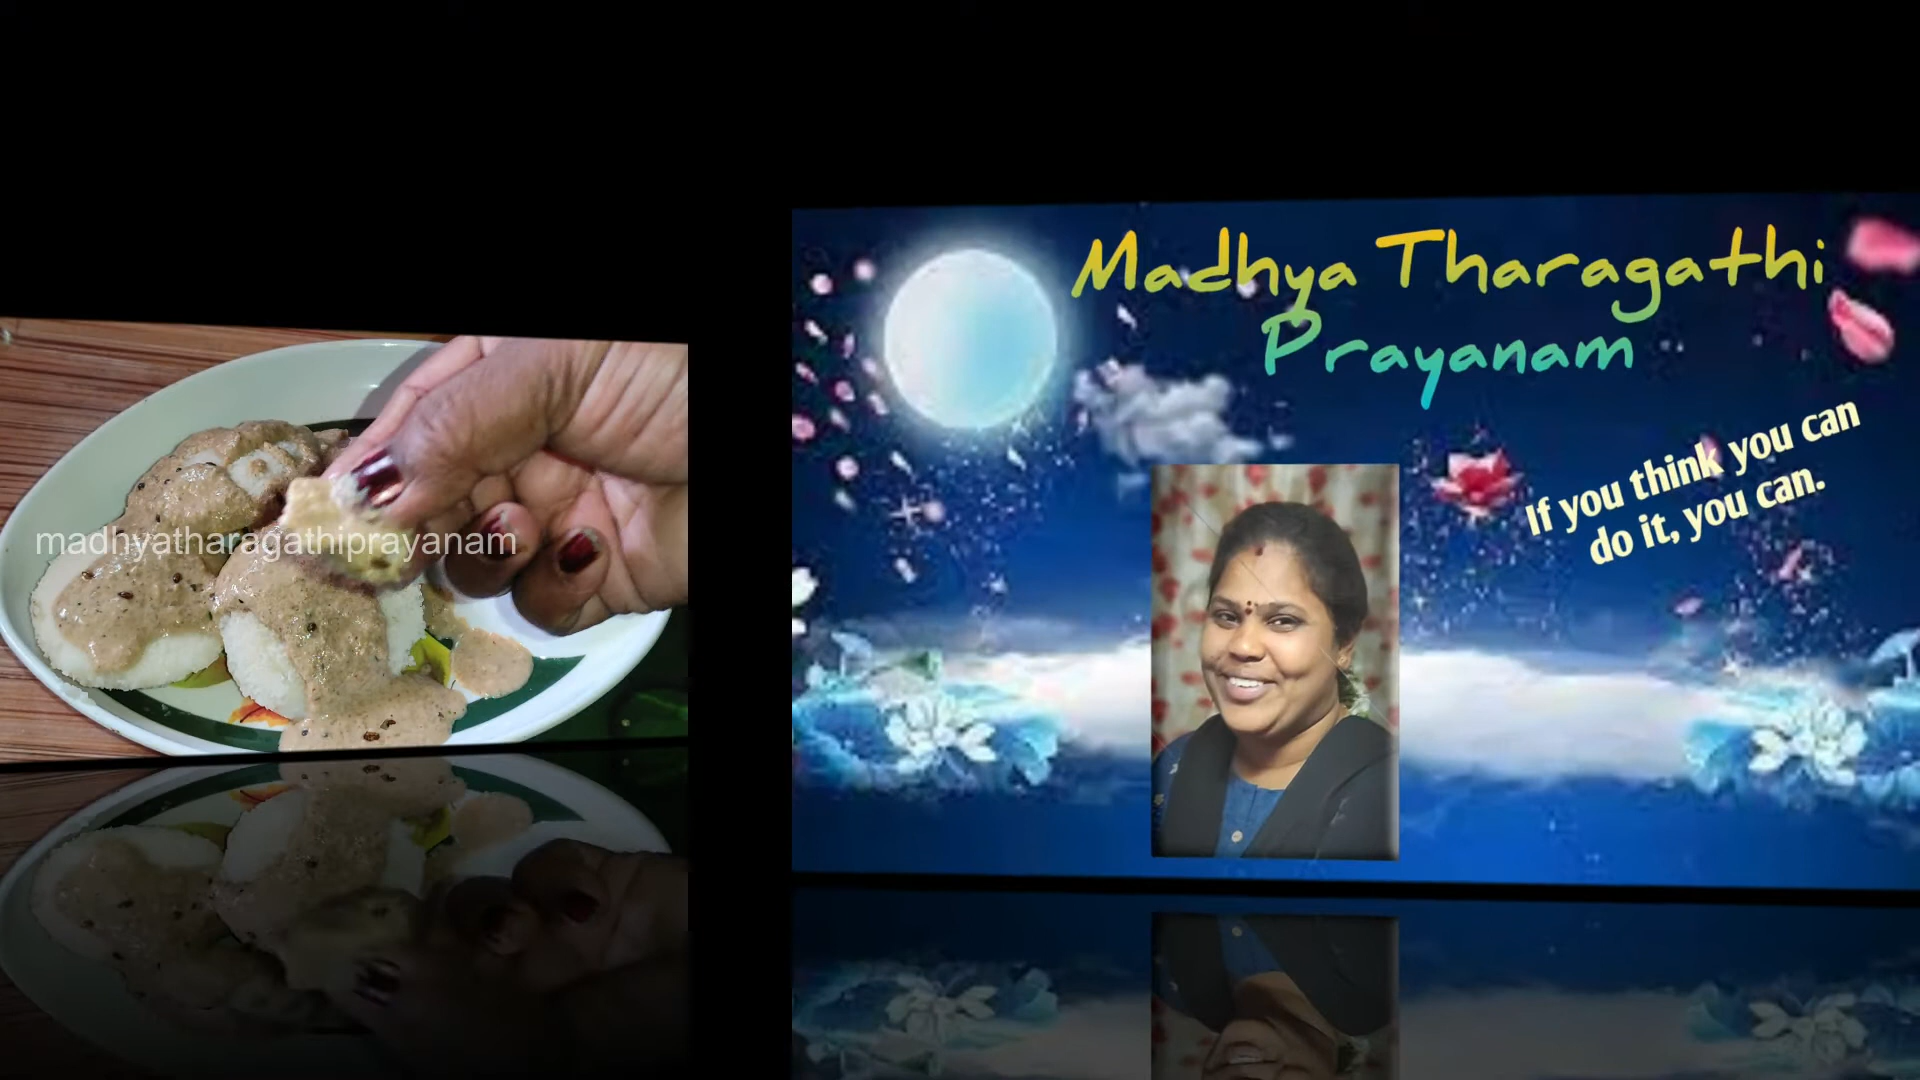 madhyatharagathiprayanam
Madhya Tharagathi
Prayanam
If you think you can
do it, you can.